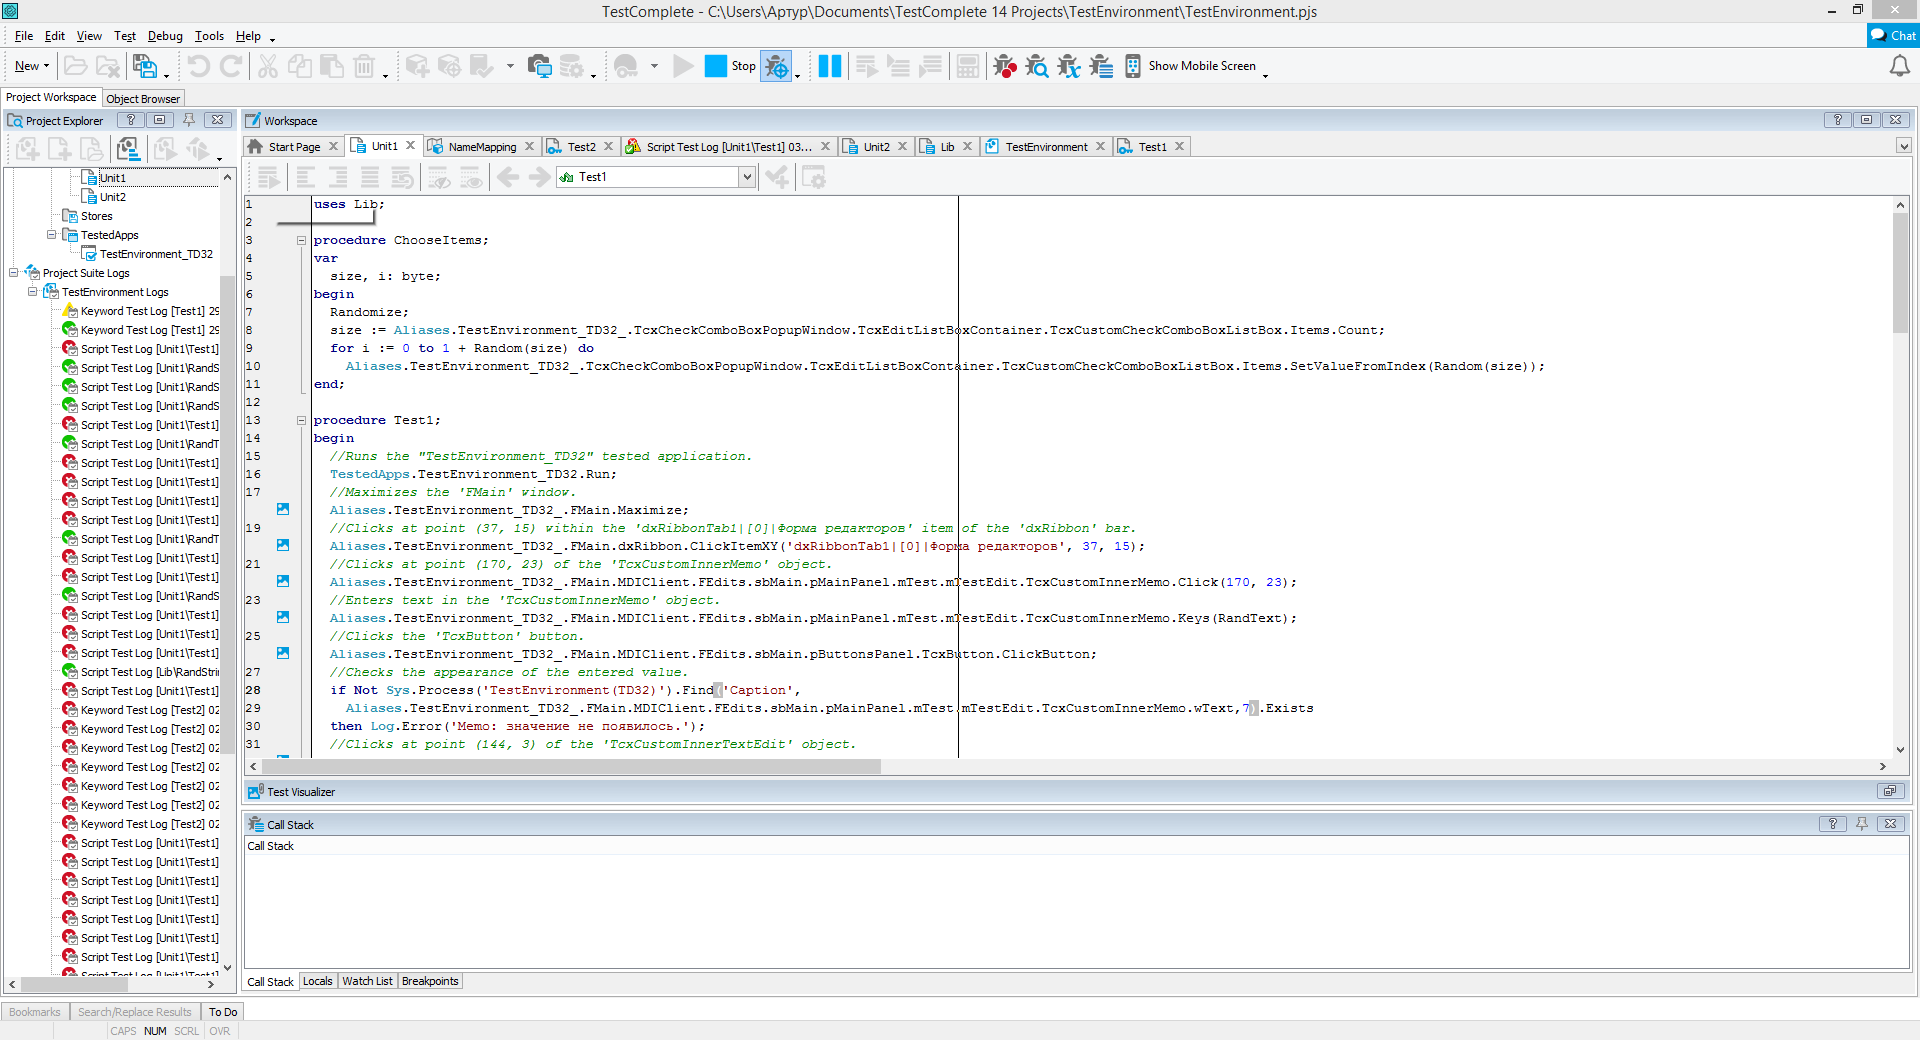 TestComplete - C:\Users\Артур\Documents\TestComplete 14 Projects\TestEnvironment\TestEnvironment.pjs
File Edit View Test Debug Tools Help
Chat
New Stop Show Mobile Screen
Project Workspace Object Browser
Project Explorer
Unit1
Unit2
Stores
TestedApps
TestEnvironment_TD32
Project Suite Logs
TestEnvironment Logs
Keyword Test Log [Test1] 29
Keyword Test Log [Test1] 29
Script Test Log [Unit1\Test1]
Script Test Log [Unit1\RandS
Script Test Log [Unit1\RandS
Script Test Log [Unit1\RandS
Script Test Log [Unit1\Test1]
Script Test Log [Unit1\RandT
Script Test Log [Unit1\Test1]
Script Test Log [Unit1\Test1]
Script Test Log [Unit1\Test1]
Script Test Log [Unit1\Test1]
Script Test Log [Unit1\RandT
Script Test Log [Unit1\Test1]
Script Test Log [Unit1\Test1]
Script Test Log [Unit1\RandS
Script Test Log [Unit1\Test1]
Script Test Log [Unit1\Test1]
Script Test Log [Unit1\Test1]
Script Test Log [Lib\RandStri
Script Test Log [Unit1\Test1]
Keyword Test Log [Test2] 02
Keyword Test Log [Test2] 02
Keyword Test Log [Test2] 02
Keyword Test Log [Test2] 02
Keyword Test Log [Test2] 02
Keyword Test Log [Test2] 02
Keyword Test Log [Test2] 02
Script Test Log [Unit1\Test1]
Script Test Log [Unit1\Test1]
Script Test Log [Unit1\Test1]
Script Test Log [Unit1\Test1]
Script Test Log [Unit1\Test1]
Script Test Log [Unit1\Test1]
Script Test Log [Unit1\Test1]
Script Test Log [Unit1\Test1]
Workspace
Start Page Unit1 NameMapping Test2 Script Test Log [Unit1\Test1] 03... Unit2 Lib TestEnvironment Test1
Test1
1 uses Lib;
2
3 procedure ChooseItems;
4 var
5 size, i: byte;
6 begin
7 Randomize;
8 size := Aliases.TestEnvironment_TD32_.TcxCheckComboBoxPopupWindow.TcxEditListBoxContainer.TcxCustomCheckComboBoxListBox.Items.Count;
9 for i := 0 to 1 + Random(size) do
10 Aliases.TestEnvironment_TD32_.TcxCheckComboBoxPopupWindow.TcxEditListBoxContainer.TcxCustomCheckComboBoxListBox.Items.SetValueFromIndex(Random(size));
11 end;
12
13 procedure Test1;
14 begin
15 //Runs the "TestEnvironment_TD32" tested application.
16 TestedApps.TestEnvironment_TD32.Run;
17 //Maximizes the 'FMain' window.
Aliases.TestEnvironment_TD32_.FMain.Maximize;
19 //Clicks at point (37, 15) within the 'dxRibbonTab1|[0]|Форма редакторов' item of the 'dxRibbon' bar.
Aliases.TestEnvironment_TD32_.FMain.dxRibbon.ClickItemXY('dxRibbonTab1|[0]|Форма редакторов', 37, 15);
21 //Clicks at point (170, 23) of the 'TcxCustomInnerMemo' object.
Aliases.TestEnvironment_TD32_.FMain.MDIClient.FEdits.sbMain.pMainPanel.mTest.mTestEdit.TcxCustomInnerMemo.Click(170, 23);
23 //Enters text in the 'TcxCustomInnerMemo' object.
Aliases.TestEnvironment_TD32_.FMain.MDIClient.FEdits.sbMain.pMainPanel.mTest.mTestEdit.TcxCustomInnerMemo.Keys(RandText);
25 //Clicks the 'TcxButton' button.
Aliases.TestEnvironment_TD32_.FMain.MDIClient.FEdits.sbMain.pButtonsPanel.TcxButton.ClickButton;
27 //Checks the appearance of the entered value.
28 if Not Sys.Process('TestEnvironment(TD32)').Find('Caption',
29 Aliases.TestEnvironment_TD32_.FMain.MDIClient.FEdits.sbMain.pMainPanel.mTest.mTestEdit.TcxCustomInnerMemo.wText,7).Exists
30 then Log.Error('Memo: значение не появилось.');
31 //Clicks at point (144, 3) of the 'TcxCustomInnerTextEdit' object.
Test Visualizer
Call Stack
Call Stack
Call Stack Locals Watch List Breakpoints
Bookmarks Search/Replace Results To Do
CAPS NUM SCRL OVR